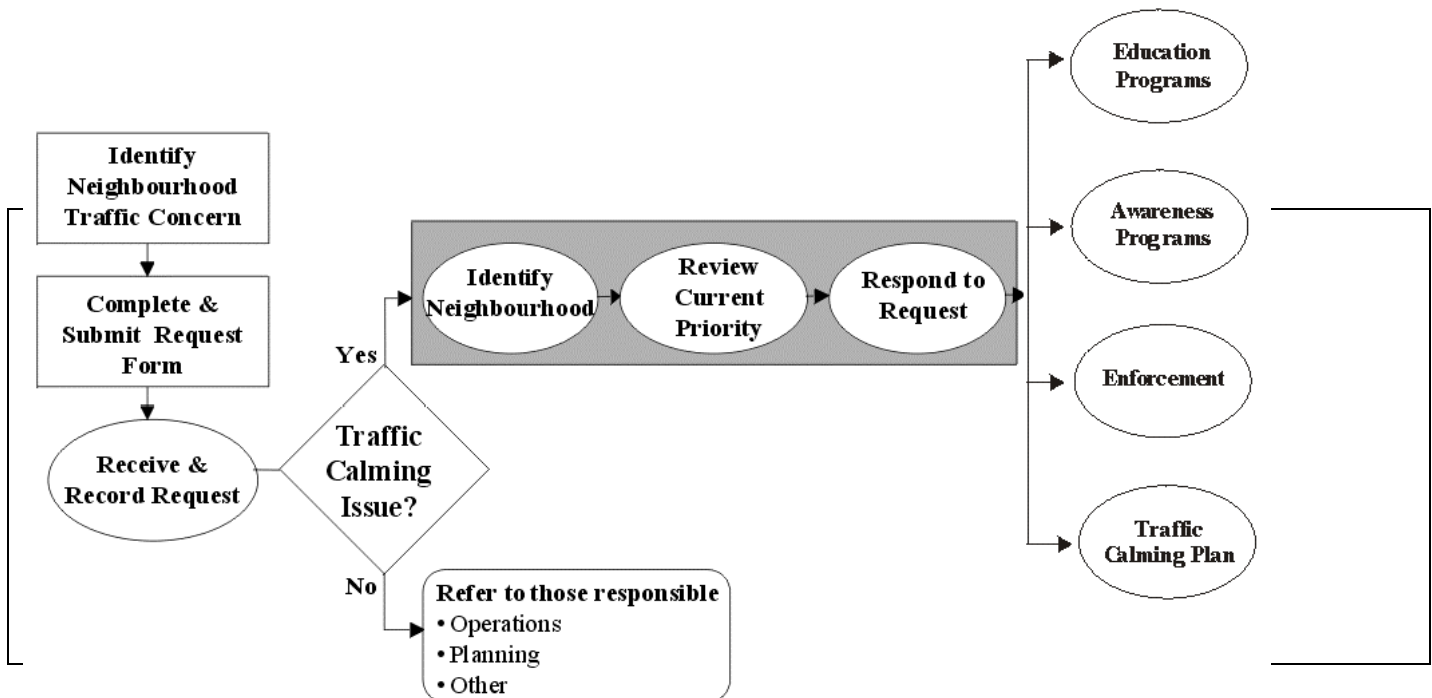 Identify
Neighbourhood
Traffic Concern
Complete &
Submit Request
Form
Receive &
Record Request
Traffic
Calming
Issue?
Yes
No
Identify
Neighbourhood
Review
Current
Priority
Respond to
Request
Refer to those responsible
• Operations
• Planning
• Other
Education
Programs
Awareness
Programs
Enforcement
Traffic
Calming Plan